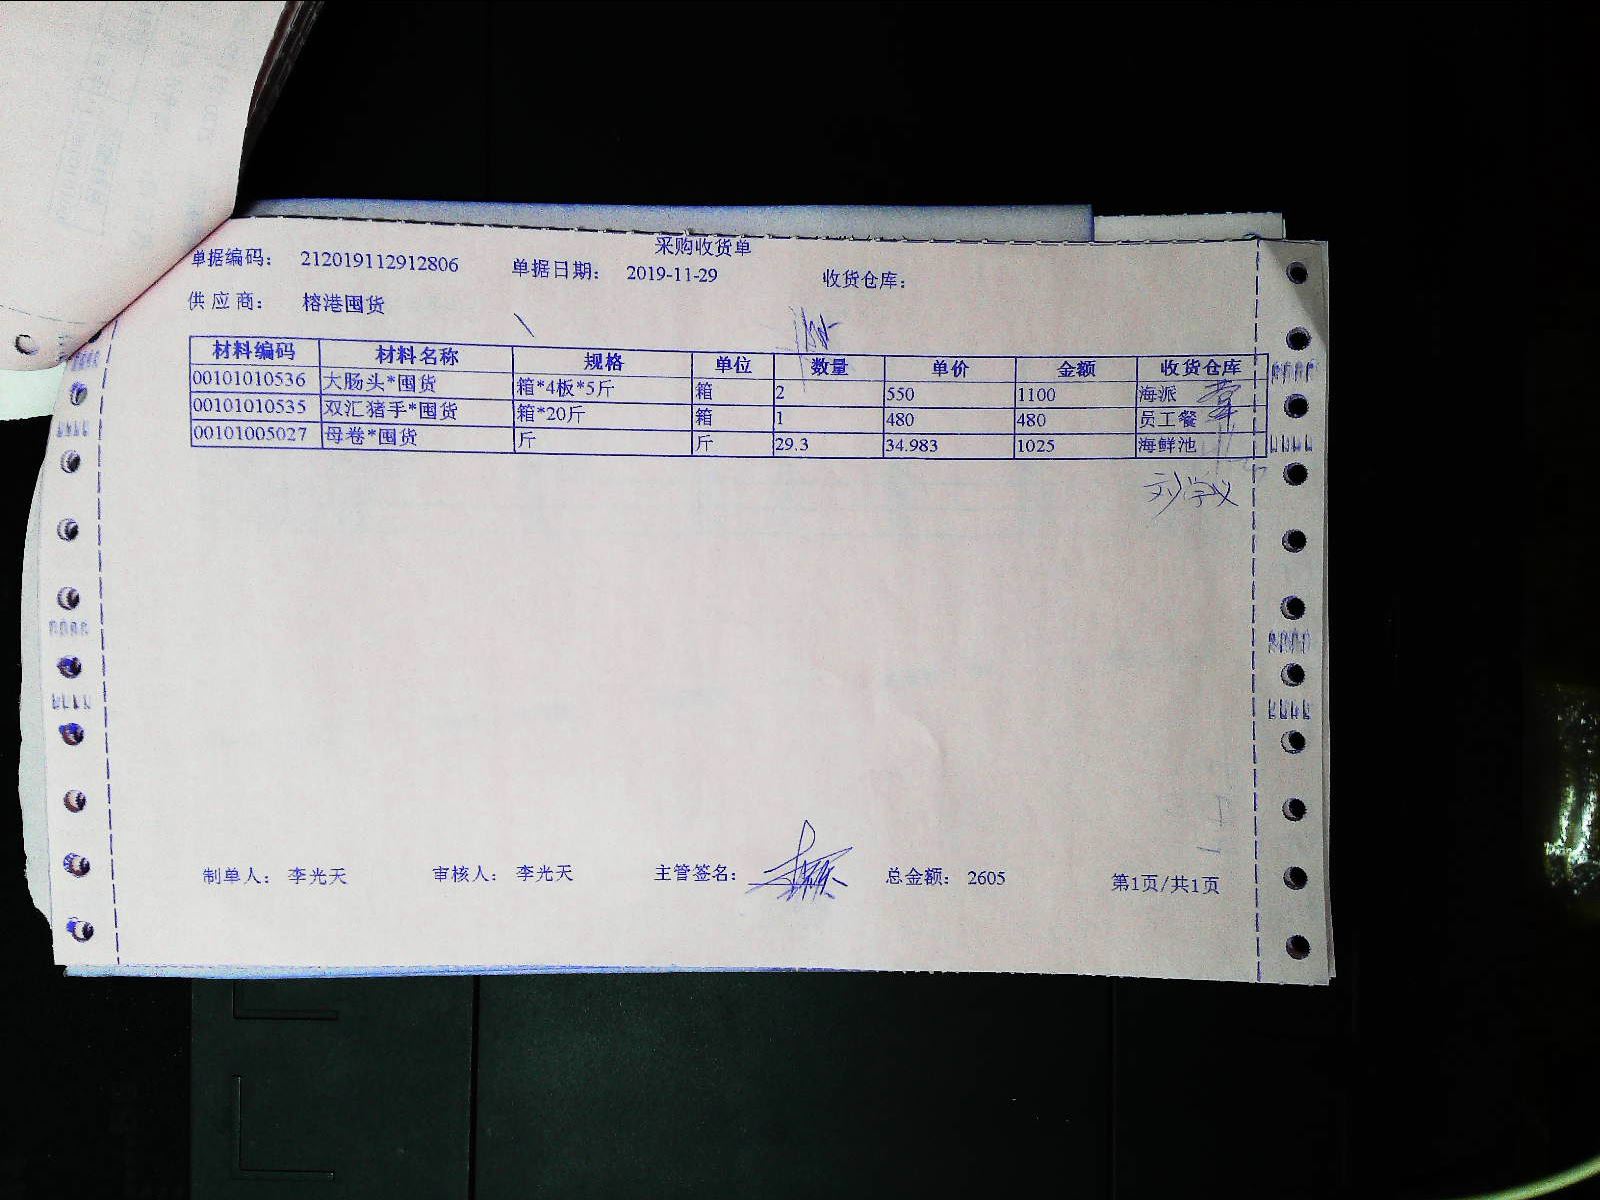 采购收货单
单据编码: 212019112912806 单据日期: 2019-11-29 收货仓库:
供应商: 榕港囤货
材料编码 材料名称 规格 单位 数量 单价 金额 收货仓库
00101010536 大肠头*囤货 箱*4板*5斤 箱 2 550 1100 海派
00101010535 双汇猪手*囤货 箱*20斤 箱 1 480 480 员工餐
00101005027 母卷*囤货 斤 斤 29.3 34.983 1025 海鲜池
制单人: 李光天 审核人: 李光天 主管签名: 总金额: 2605 第1页/共1页